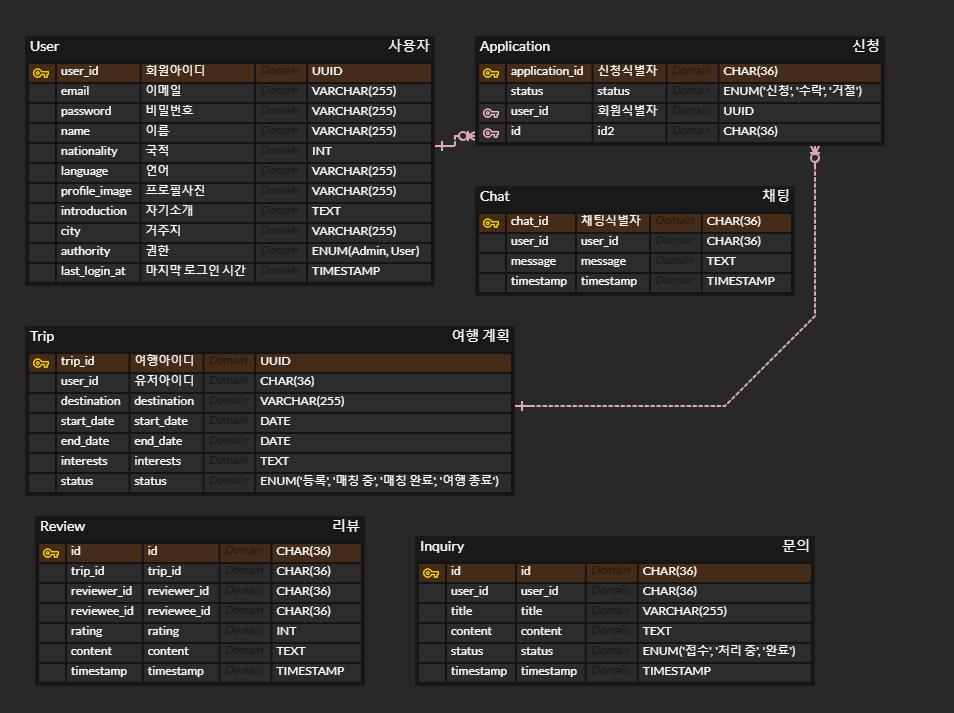 User 사용자
user_id 회원아이디 Domain UUID
email 이메일 Domain VARCHAR(255)
password 비밀번호 Domain VARCHAR(255)
name 이름 Domain VARCHAR(255)
nationality 국적 Domain INT
language 언어 Domain VARCHAR(255)
profile_image 프로필사진 Domain VARCHAR(255)
introduction 자기소개 Domain TEXT
city 거주지 Domain VARCHAR(255)
authority 권한 Domain ENUM(Admin, User)
last_login_at 마지막 로그인 시간 Domain TIMESTAMP
Application 신청
application_id 신청식별자 Domain CHAR(36)
status status Domain ENUM('신청', '수락', '거절')
user_id 회원식별자 Domain UUID
id id2 Domain CHAR(36)
Chat 채팅
chat_id 채팅식별자 Domain CHAR(36)
user_id user_id Domain CHAR(36)
message message Domain TEXT
timestamp timestamp Domain TIMESTAMP
Trip 여행 계획
trip_id 여행아이디 Domain UUID
user_id 유저아이디 Domain CHAR(36)
destination destination Domain VARCHAR(255)
start_date start_date Domain DATE
end_date end_date Domain DATE
interests interests Domain TEXT
status status Domain ENUM('등록', '매칭 중', '매칭 완료', '여행 종료')
Review 리뷰
id id Domain CHAR(36)
trip_id trip_id Domain CHAR(36)
reviewer_id reviewer_id Domain CHAR(36)
reviewee_id reviewee_id Domain CHAR(36)
rating rating Domain INT
content content Domain TEXT
timestamp timestamp Domain TIMESTAMP
Inquiry 문의
id id Domain CHAR(36)
user_id user_id Domain CHAR(36)
title title Domain VARCHAR(255)
content content Domain TEXT
status status Domain ENUM('접수', '처리 중', '완료')
timestamp timestamp Domain TIMESTAMP